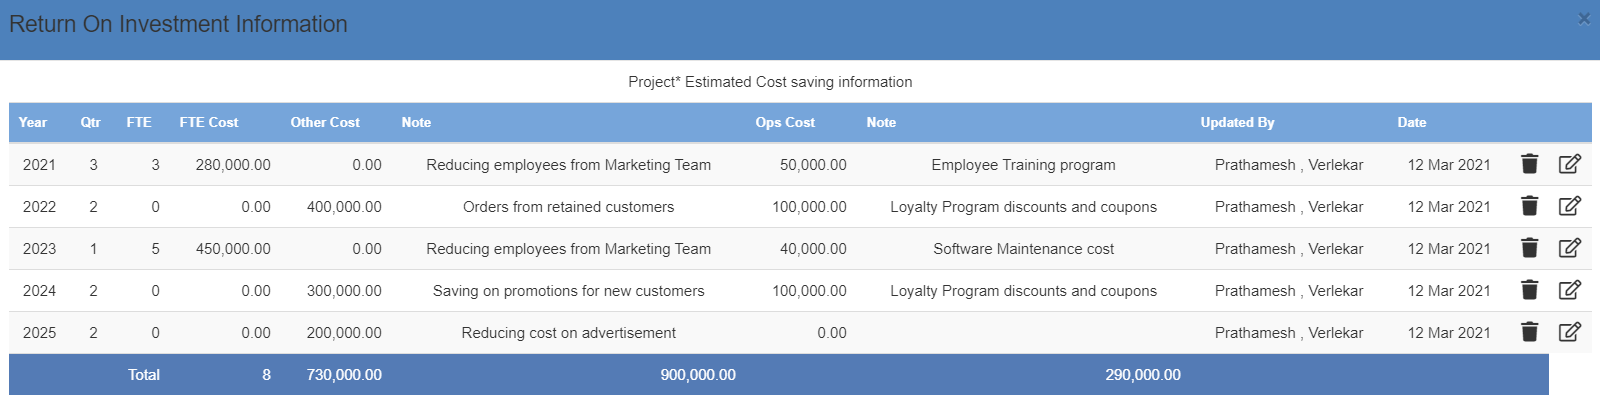 Return On Investment Information ×
Project* Estimated Cost saving information
Year Qtr FTE FTE Cost Other Cost Note Ops Cost Note Updated By Date
2021 3 3 280,000.00 0.00 Reducing employees from Marketing Team 50,000.00 Employee Training program Prathamesh , Verlekar 12 Mar 2021
2022 2 0 0.00 400,000.00 Orders from retained customers 100,000.00 Loyalty Program discounts and coupons Prathamesh , Verlekar 12 Mar 2021
2023 1 5 450,000.00 0.00 Reducing employees from Marketing Team 40,000.00 Software Maintenance cost Prathamesh , Verlekar 12 Mar 2021
2024 2 0 0.00 300,000.00 Saving on promotions for new customers 100,000.00 Loyalty Program discounts and coupons Prathamesh , Verlekar 12 Mar 2021
2025 2 0 0.00 200,000.00 Reducing cost on advertisement 0.00 Prathamesh , Verlekar 12 Mar 2021
Total 8 730,000.00 900,000.00 290,000.00